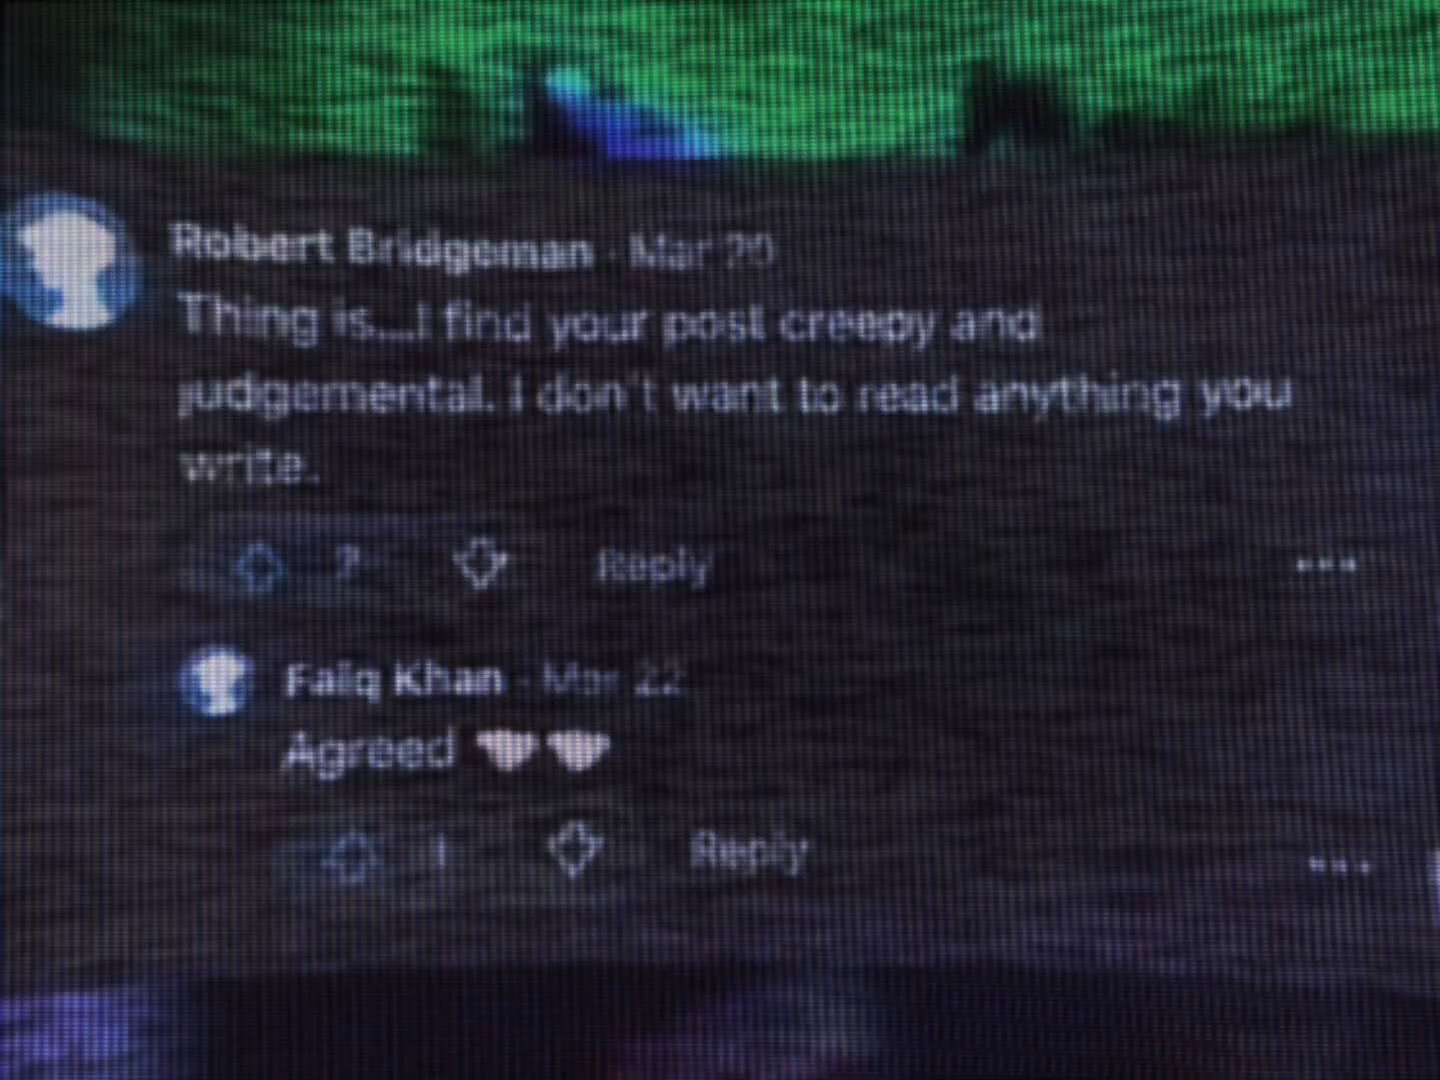 Robert Bridgeman · Mar 20
Thing is...I find your post creepy and
judgemental. I don't want to read anything you
write.
Reply
Faiq Khan · Mar 22
Agreed
1 Reply